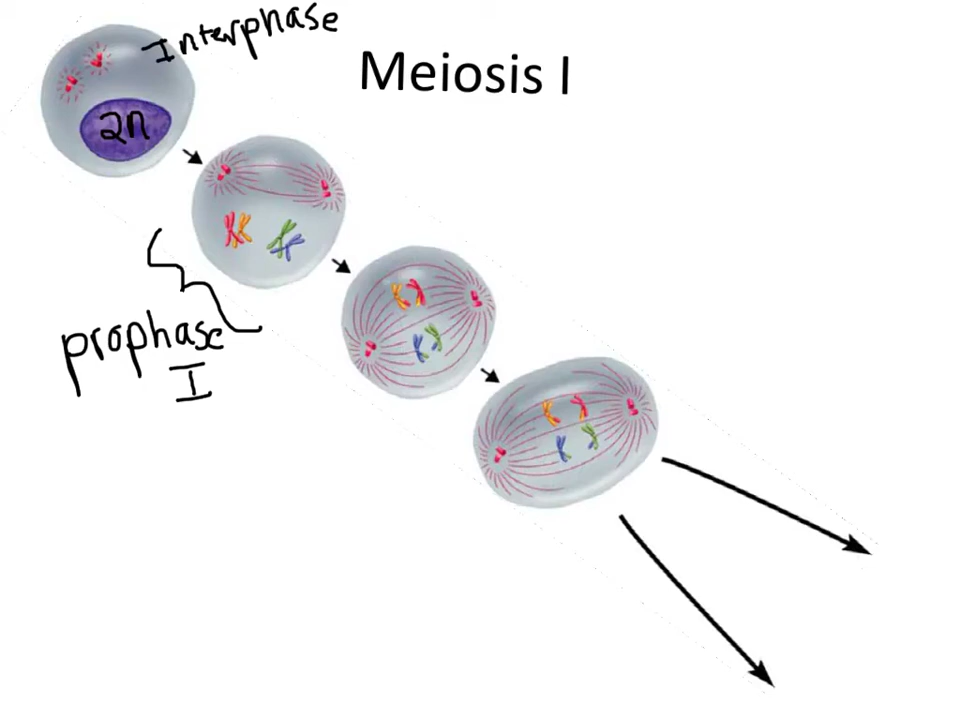 Interphase
Meiosis I
2n
prophase
I